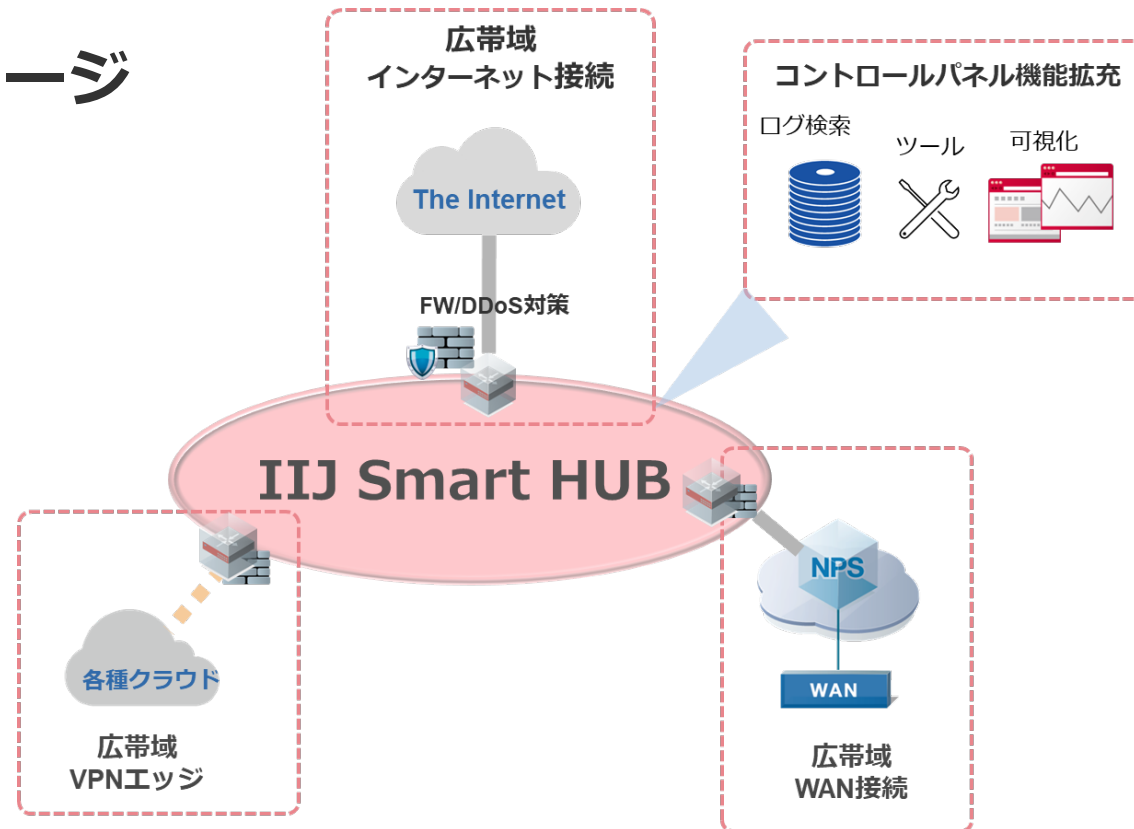 ージ
広帯域
インターネット接続
The Internet
FW/DDoS対策
コントロールパネル機能拡充
ログ検索
ツール
可視化
IIJ Smart HUB
各種クラウド
広帯域
VPNエッジ
NPS
WAN
広帯域
WAN接続